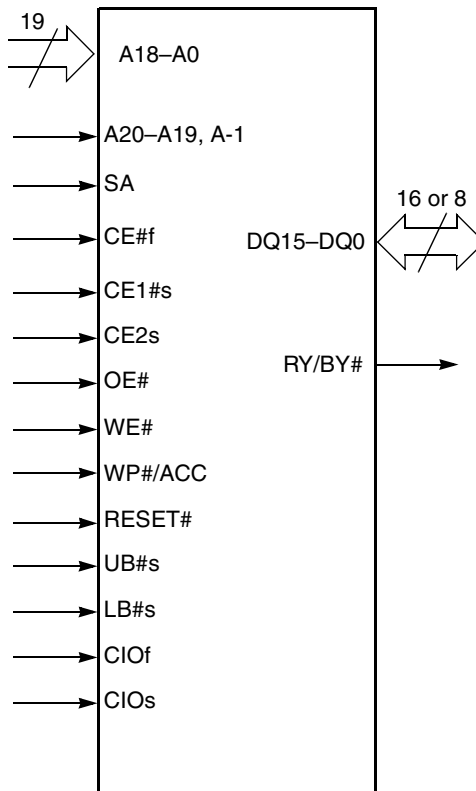 19
A18–A0
A20–A19, A-1
SA
16 or 8
CE#f
DQ15–DQ0
CE1#s
CE2s
RY/BY#
OE#
WE#
WP#/ACC
RESET#
UB#s
LB#s
CIOf
CIOs